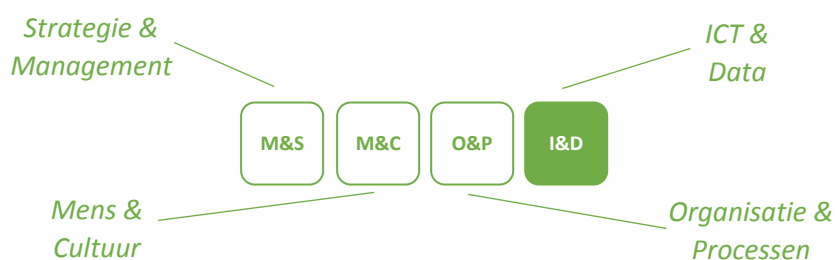 Strategie &
Management
ICT &
Data
M&S
M&C
O&P
I&D
Mens &
Cultuur
Organisatie &
Processen